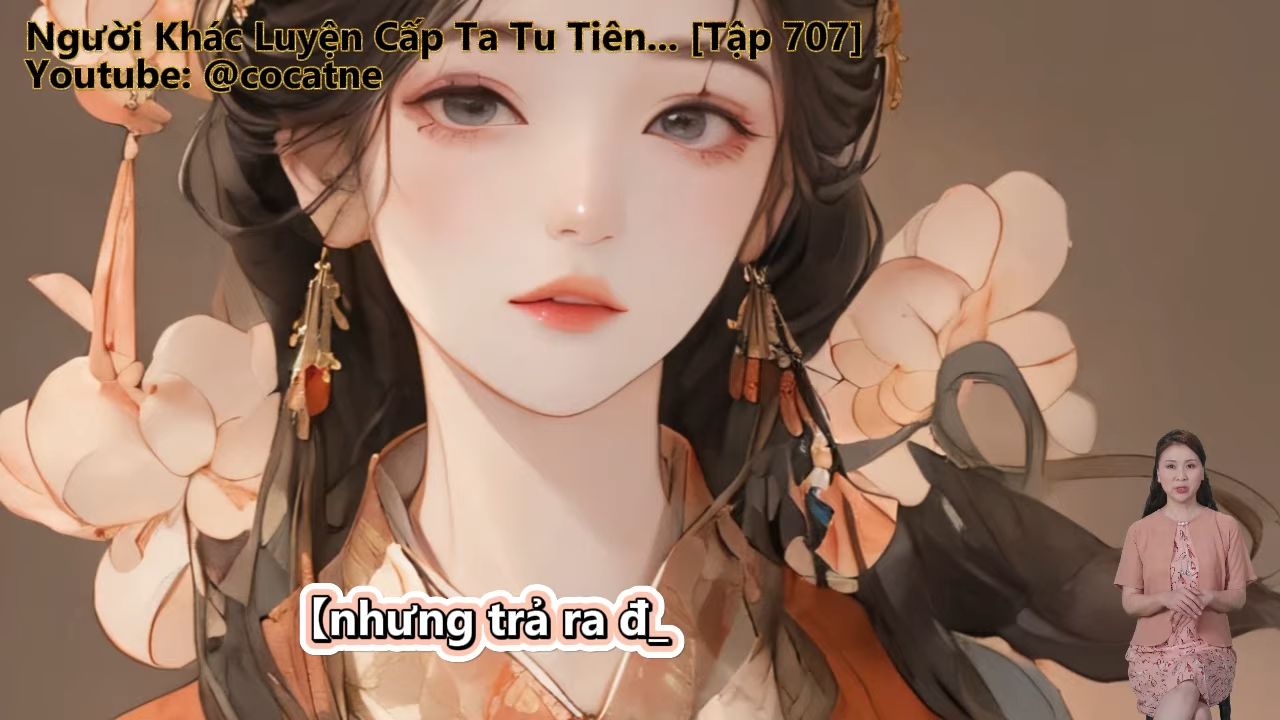 Người Khác Luyện Cấp Ta Tu Tiên... [Tập 707]
Youtube: @cocatne
【nhưng trả ra đ_